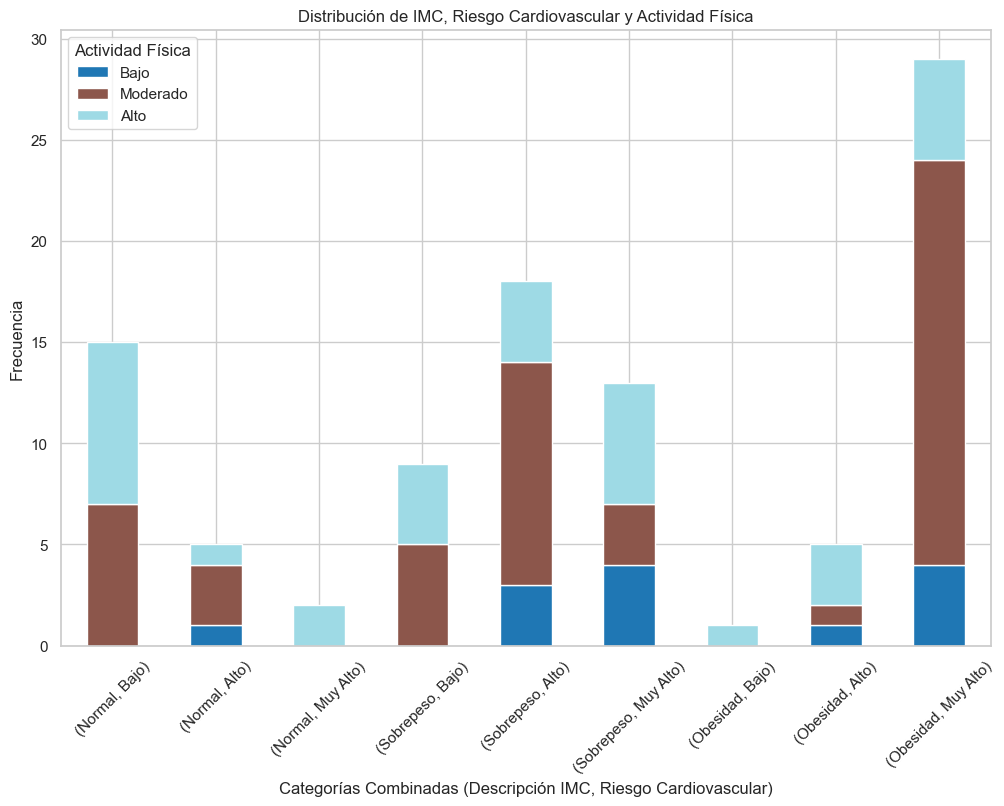 Distribución de IMC, Riesgo Cardiovascular y Actividad Física
Actividad Física
Bajo
Moderado
Alto
Frecuencia
30
25
20
15
10
5
0
(Normal, Bajo)
(Normal, Alto)
(Normal, Muy Alto)
(Sobrepeso, Bajo)
(Sobrepeso, Alto)
(Sobrepeso, Muy Alto)
(Obesidad, Bajo)
(Obesidad, Alto)
(Obesidad, Muy Alto)
Categorías Combinadas (Descripción IMC, Riesgo Cardiovascular)